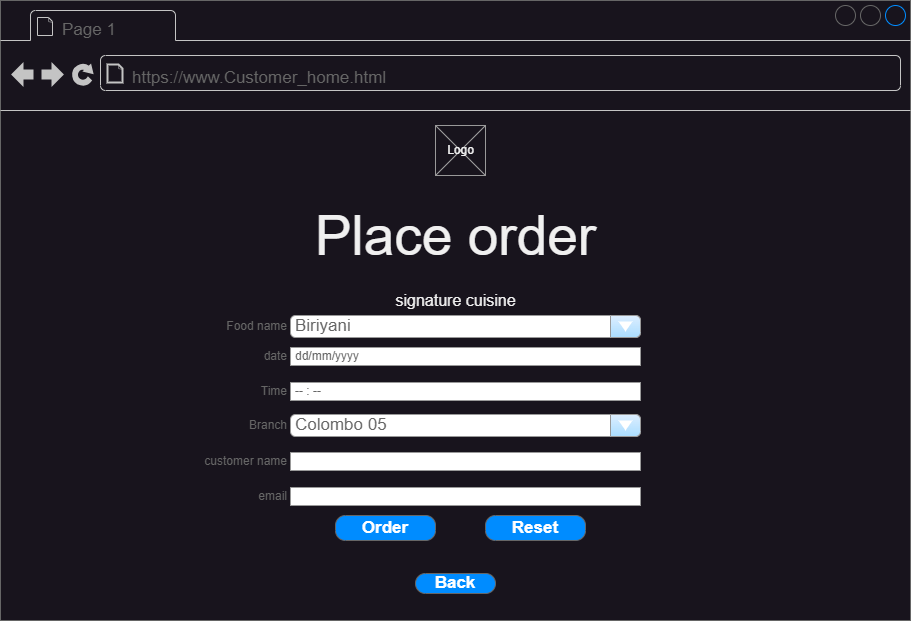 Page 1
https://www.Customer_home.html
Logo
Place order
signature cuisine
Food name Biriyani
date dd/mm/yyyy
Time -- : --
Branch Colombo 05
customer name
email
Order Reset
Back